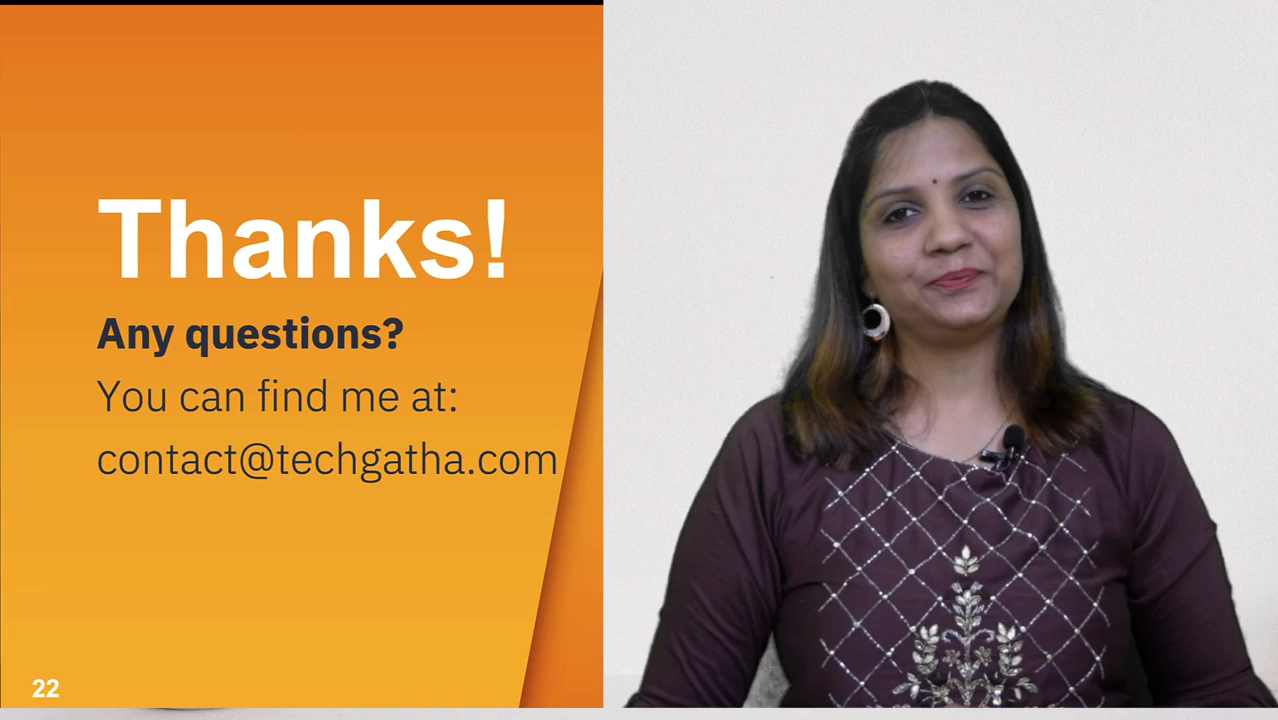 Thanks!
Any questions?
You can find me at:
contact@techgatha.com
22